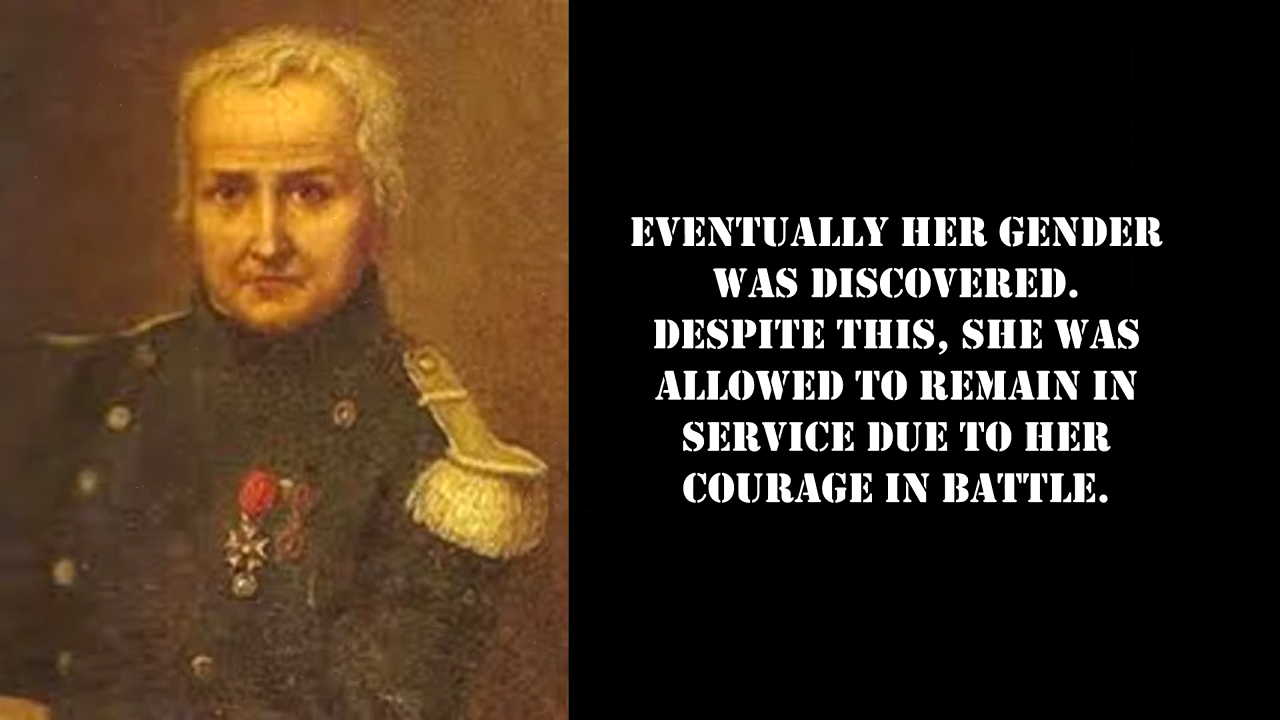 EVENTUALLY HER GENDER
WAS DISCOVERED.
DESPITE THIS, SHE WAS
ALLOWED TO REMAIN IN
SERVICE DUE TO HER
COURAGE IN BATTLE.